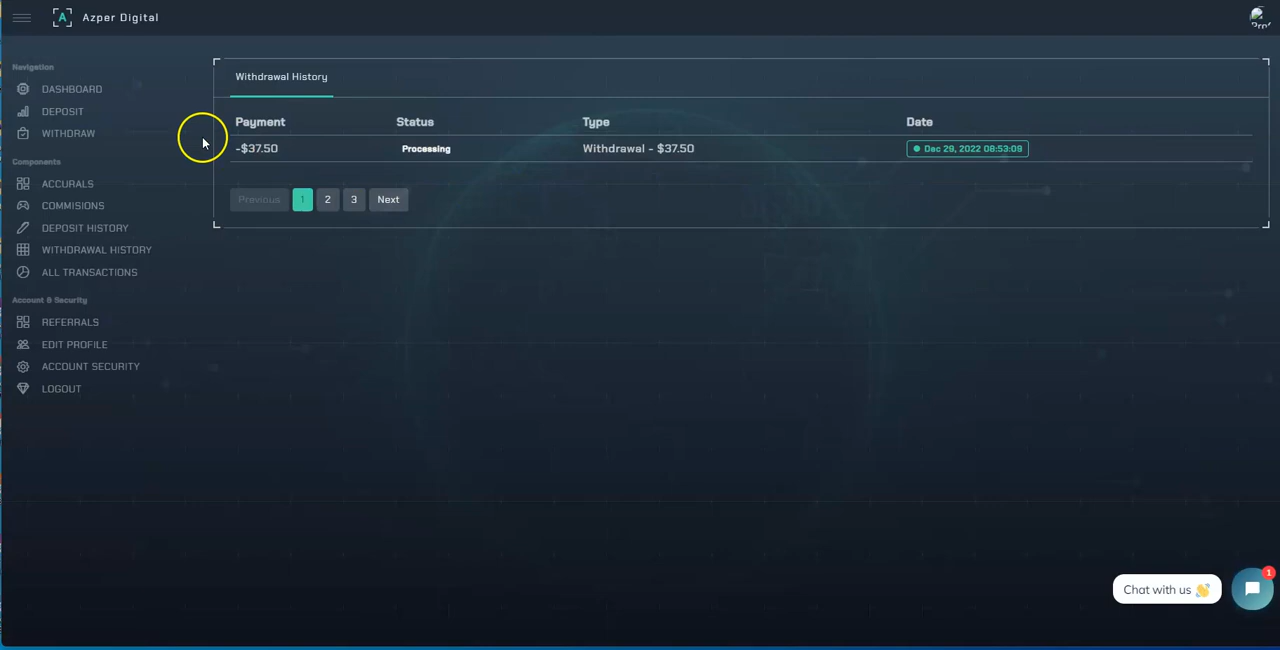 Azper Digital
A
Navigation
DASHBOARD
DEPOSIT
WITHDRAW
Components
ACCURALS
COMMISIONS
DEPOSIT HISTORY
WITHDRAWAL HISTORY
ALL TRANSACTIONS
Account & Security
REFERRALS
EDIT PROFILE
ACCOUNT SECURITY
LOGOUT
Withdrawal History
Payment Status Type Date
-$37.50 Processing Withdrawal - $37.50 Dec 29, 2022 06:53:09
Previous 1 2 3 Next
Chat with us 👋
1